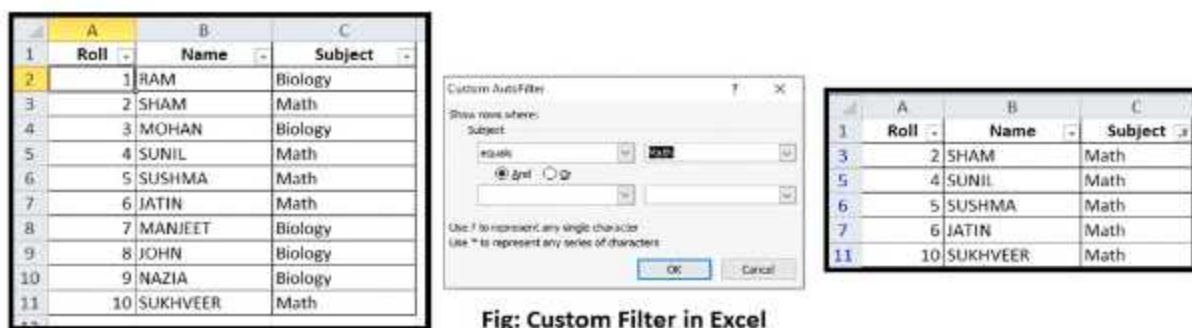 A B C
1 Roll Name Subject
2 1 RAM Biology
3 2 SHAM Math
4 3 MOHAN Biology
5 4 SUNIL Math
6 5 SUSHMA Math
7 6 JATIN Math
8 7 MANJEET Biology
9 8 JOHN Biology
10 9 NAZIA Biology
11 10 SUKHVEER Math
Custom AutoFilter ?
Show rows where:
Subject
equals Math
And Or
Use ? to represent any single character
Use * to represent any series of characters
OK Cancel
A B C
1 Roll Name Subject
3 2 SHAM Math
5 4 SUNIL Math
6 5 SUSHMA Math
7 6 JATIN Math
11 10 SUKHVEER Math
Fig: Custom Filter in Excel